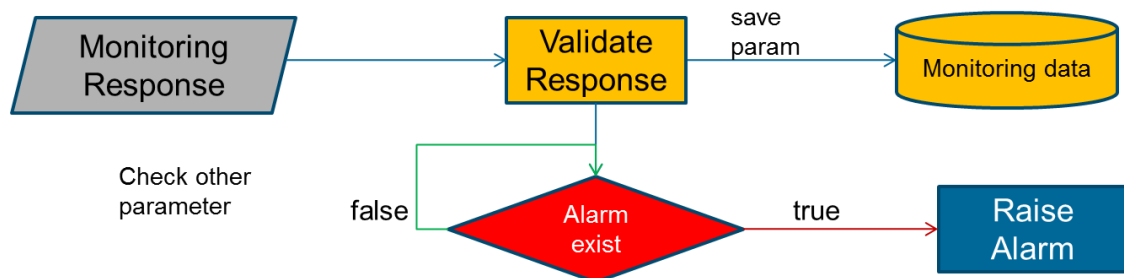 Monitoring
Response
Validate
Response
save
param
Monitoring data
Check other
parameter
false
Alarm
exist
true
Raise
Alarm